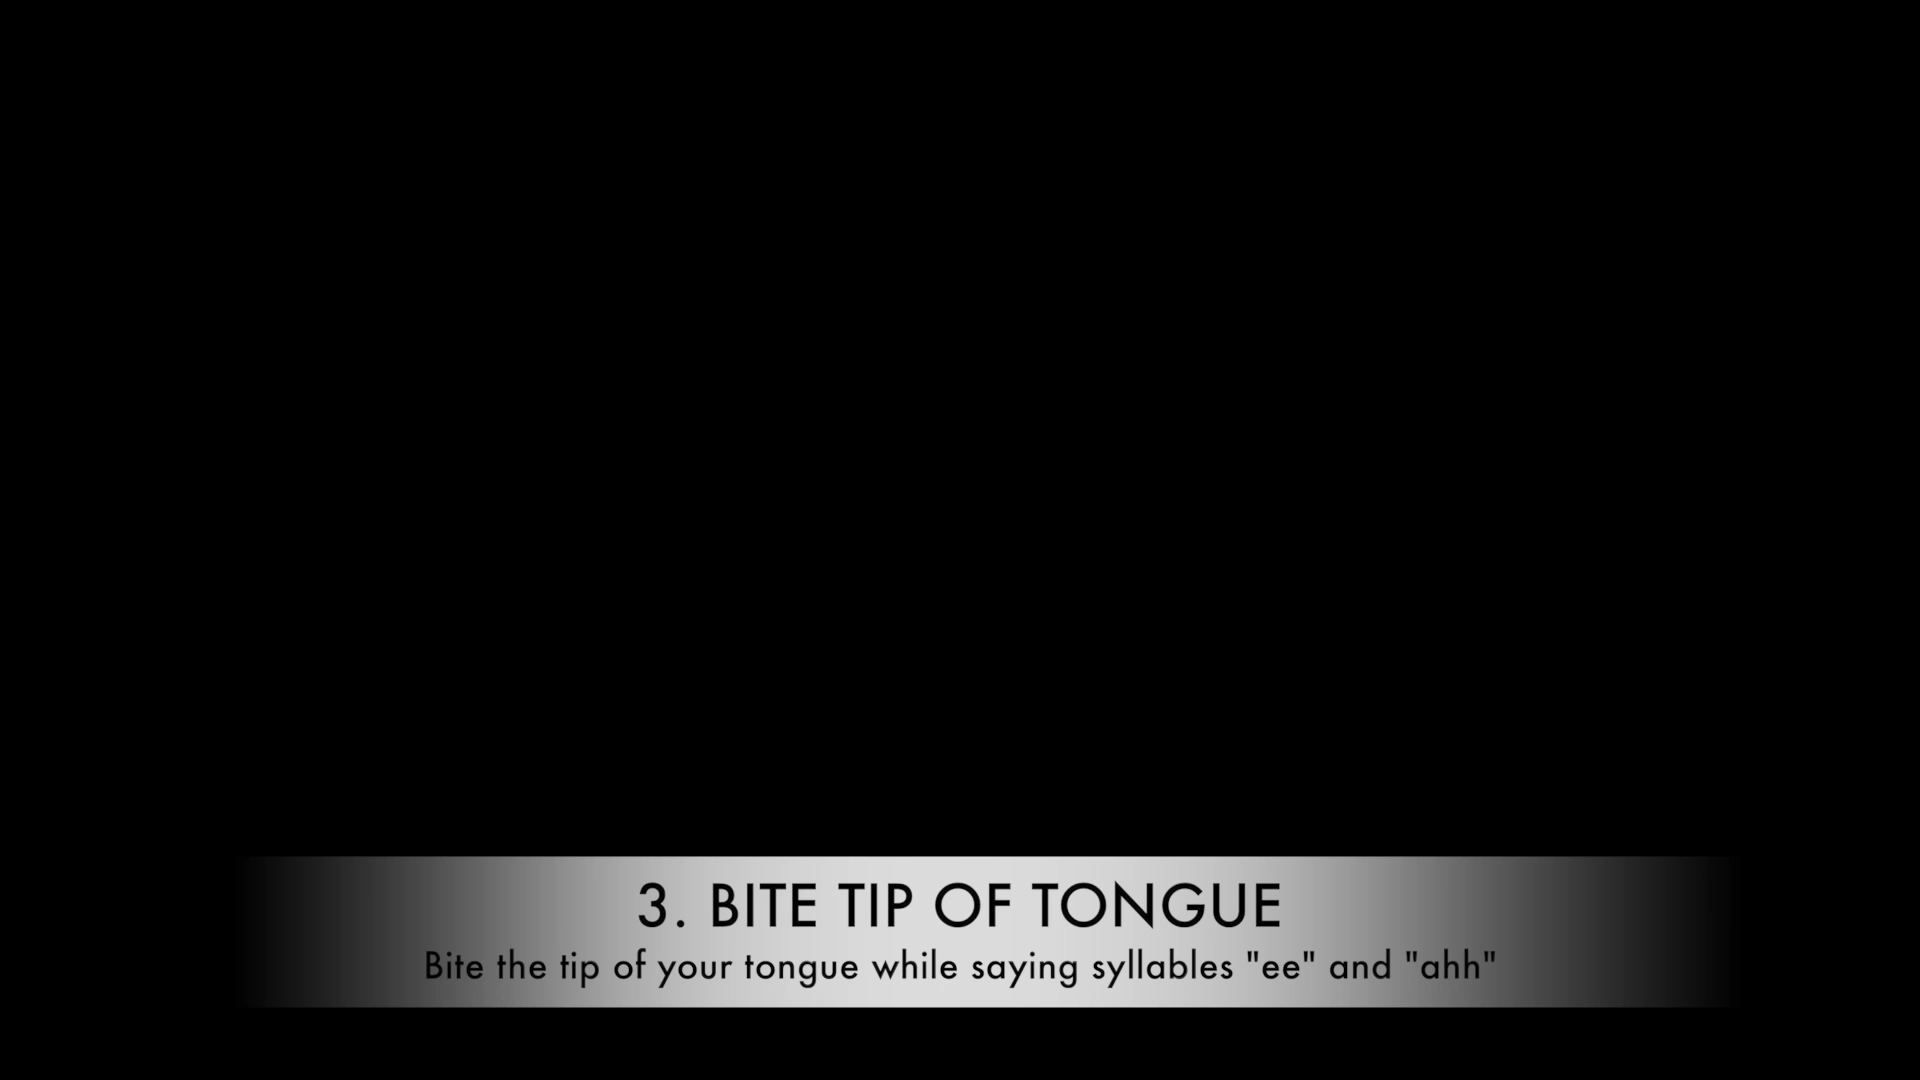 3. BITE TIP OF TONGUE
Bite the tip of your tongue while saying syllables "ee" and "ahh"